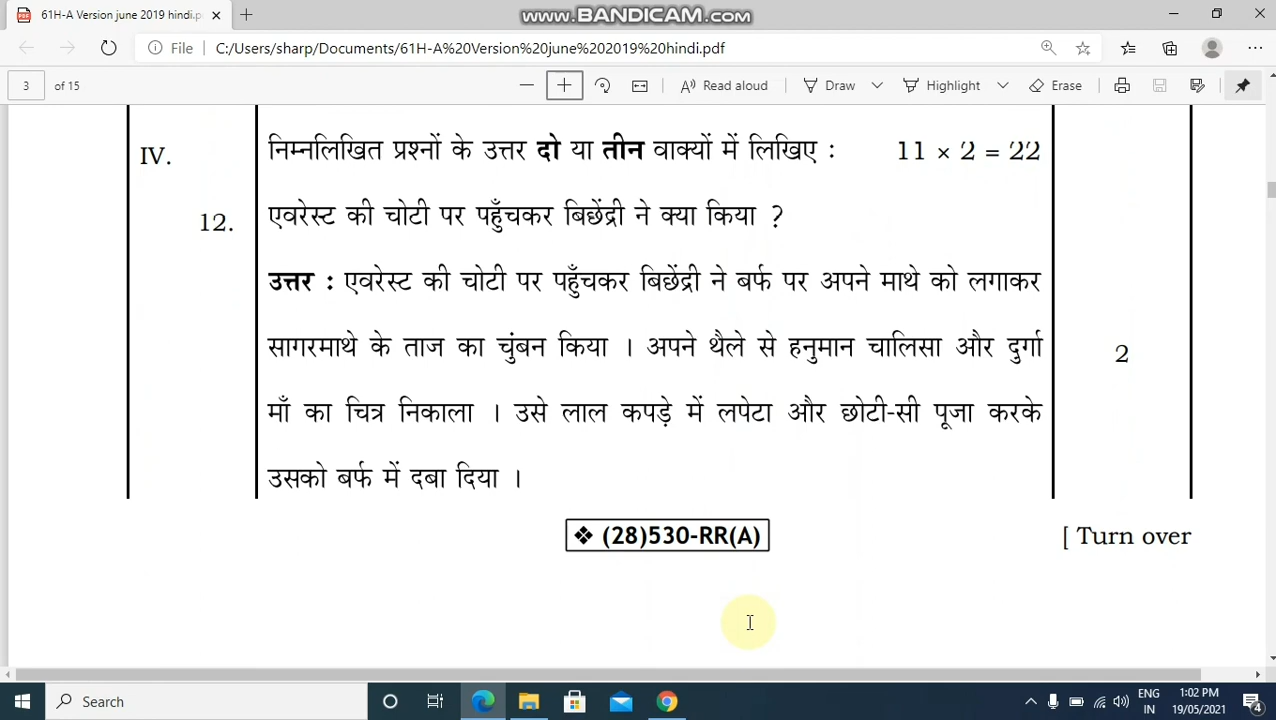 www.BANDICAM.com
61H-A Version june 2019 hindi.p
File C:/Users/sharp/Documents/61H-A%20Version%20june%202019%20hindi.pdf
3 of 15 Read aloud Draw Highlight Erase
IV. निम्नलिखित प्रश्नों के उत्तर दो या तीन वाक्यों में लिखिए : 11 × 2 = 22
12. एवरेस्ट की चोटी पर पहुँचकर बिछेंद्री ने क्या किया ?
उत्तर : एवरेस्ट की चोटी पर पहुँचकर बिछेंद्री ने बर्फ पर अपने माथे को लगाकर
सागरमाथे के ताज का चुंबन किया । अपने थैले से हनुमान चालिसा और दुर्गा 2
माँ का चित्र निकाला । उसे लाल कपड़े में लपेटा और छोटी-सी पूजा करके
उसको बर्फ में दबा दिया ।
❖ (28)530-RR(A) [ Turn over
Search ENG 1:02 PM
IN 19/05/2021 4